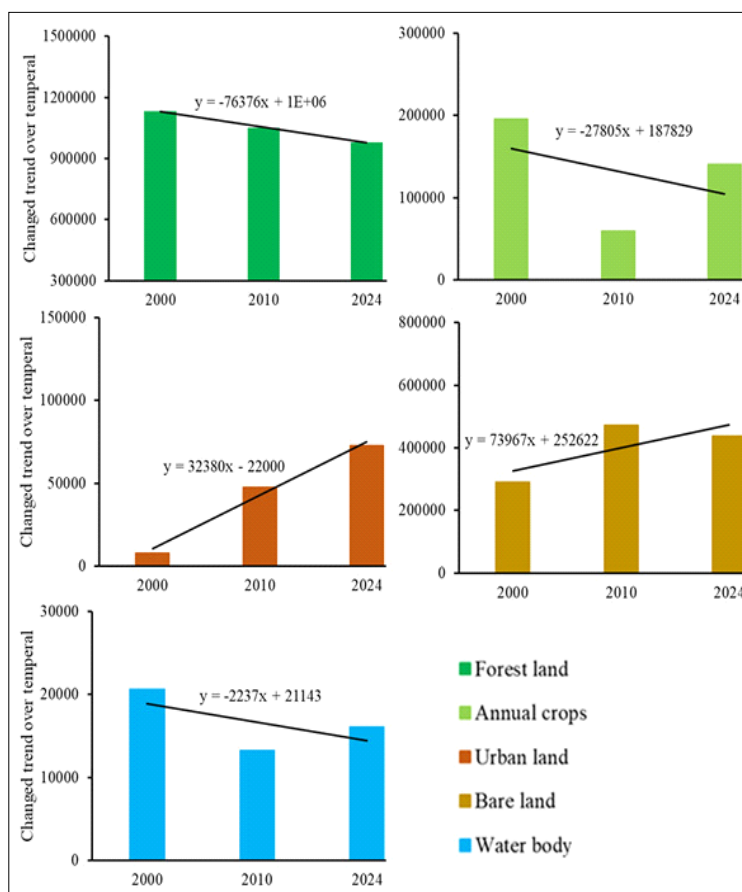 Changed trend over temperal
1500000
1200000
900000
600000
300000
y = -76376x + 1E+06
2000 2010 2024
300000
200000
100000
0
y = -27805x + 187829
2000 2010 2024
150000
100000
50000
0
y = 32380x - 22000
2000 2010 2024
Changed trend over temperal
800000
600000
400000
200000
0
y = 73967x + 252622
2000 2010 2024
Changed trend over temperal
30000
20000
10000
0
y = -2237x + 21143
2000 2010 2024
Forest land
Annual crops
Urban land
Bare land
Water body